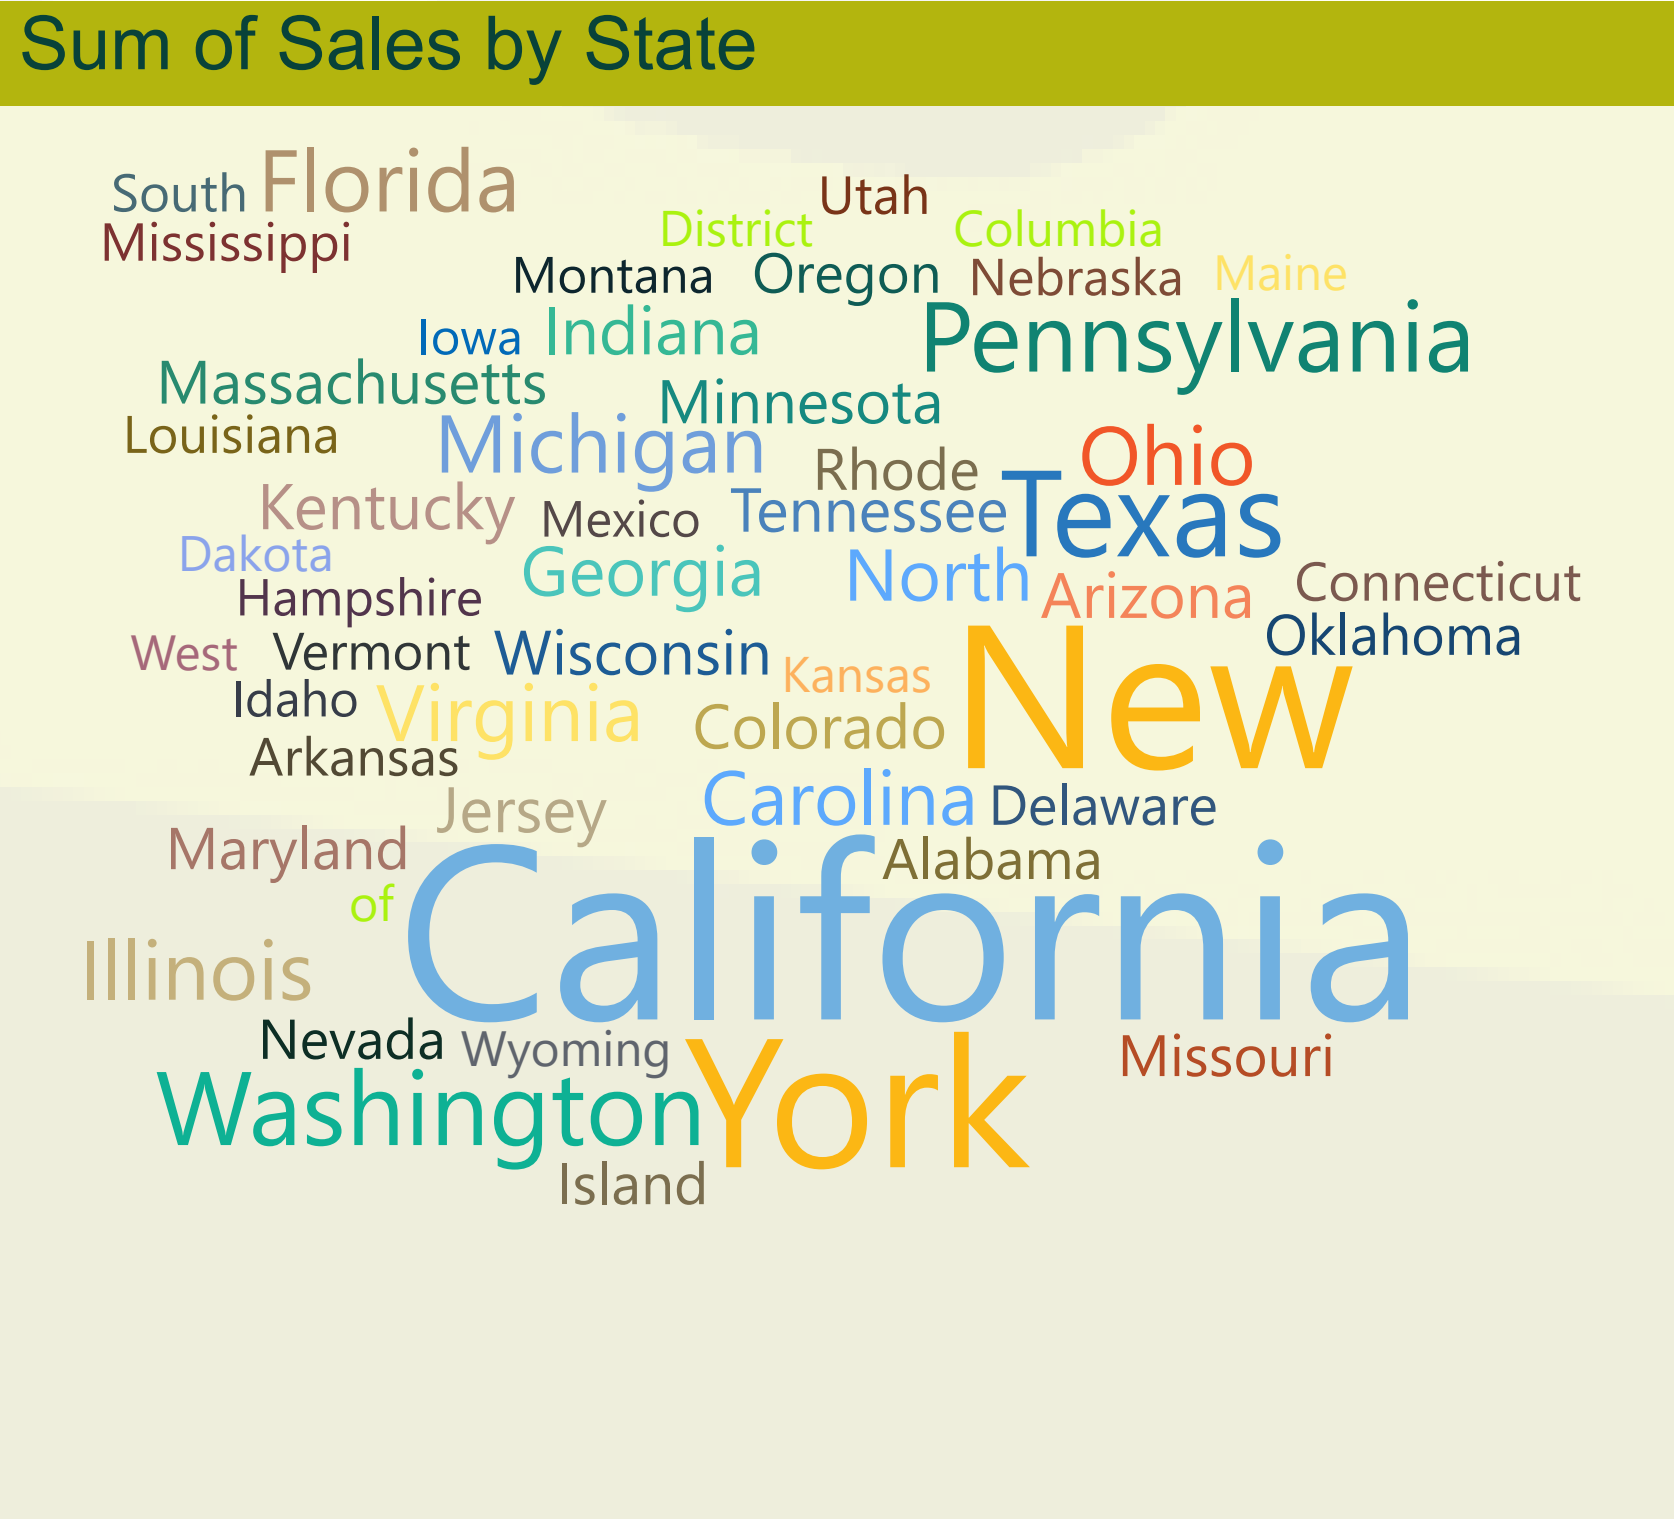 Sum of Sales by State
South Florida Utah
Mississippi District Columbia
Montana Oregon Nebraska Maine
Iowa Indiana Pennsylvania
Massachusetts Minnesota
Louisiana Michigan Rhode Ohio
Kentucky Mexico Tennessee Texas
Dakota Georgia North Arizona Connecticut
Hampshire Oklahoma
West Vermont Wisconsin Kansas New
Idaho Virginia Colorado
Arkansas
Jersey Carolina Delaware
Maryland Alabama
of California
Illinois
Nevada Wyoming Missouri
Washington York
Island